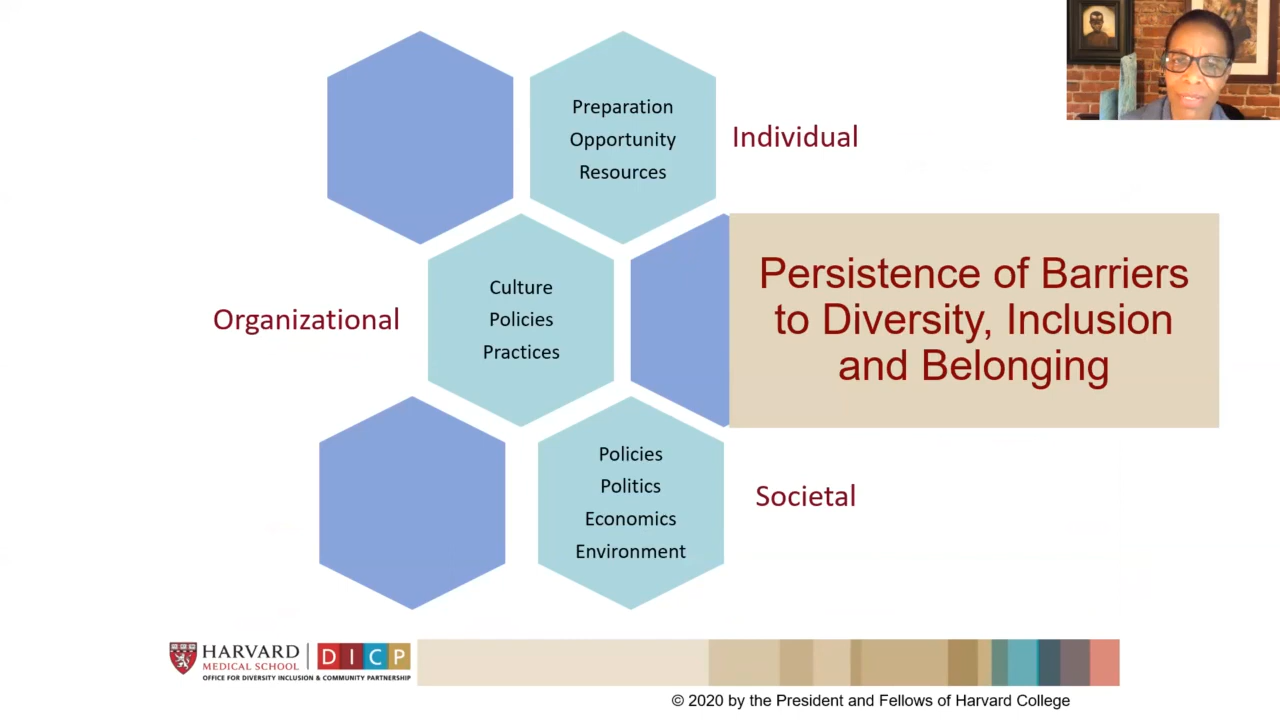 Preparation
Opportunity
Resources
Individual
Organizational
Culture
Policies
Practices
Persistence of Barriers
to Diversity, Inclusion
and Belonging
Policies
Politics
Economics
Environment
Societal
HARVARD
MEDICAL SCHOOL
DICP
OFFICE FOR DIVERSITY INCLUSION & COMMUNITY PARTNERSHIP
© 2020 by the President and Fellows of Harvard College